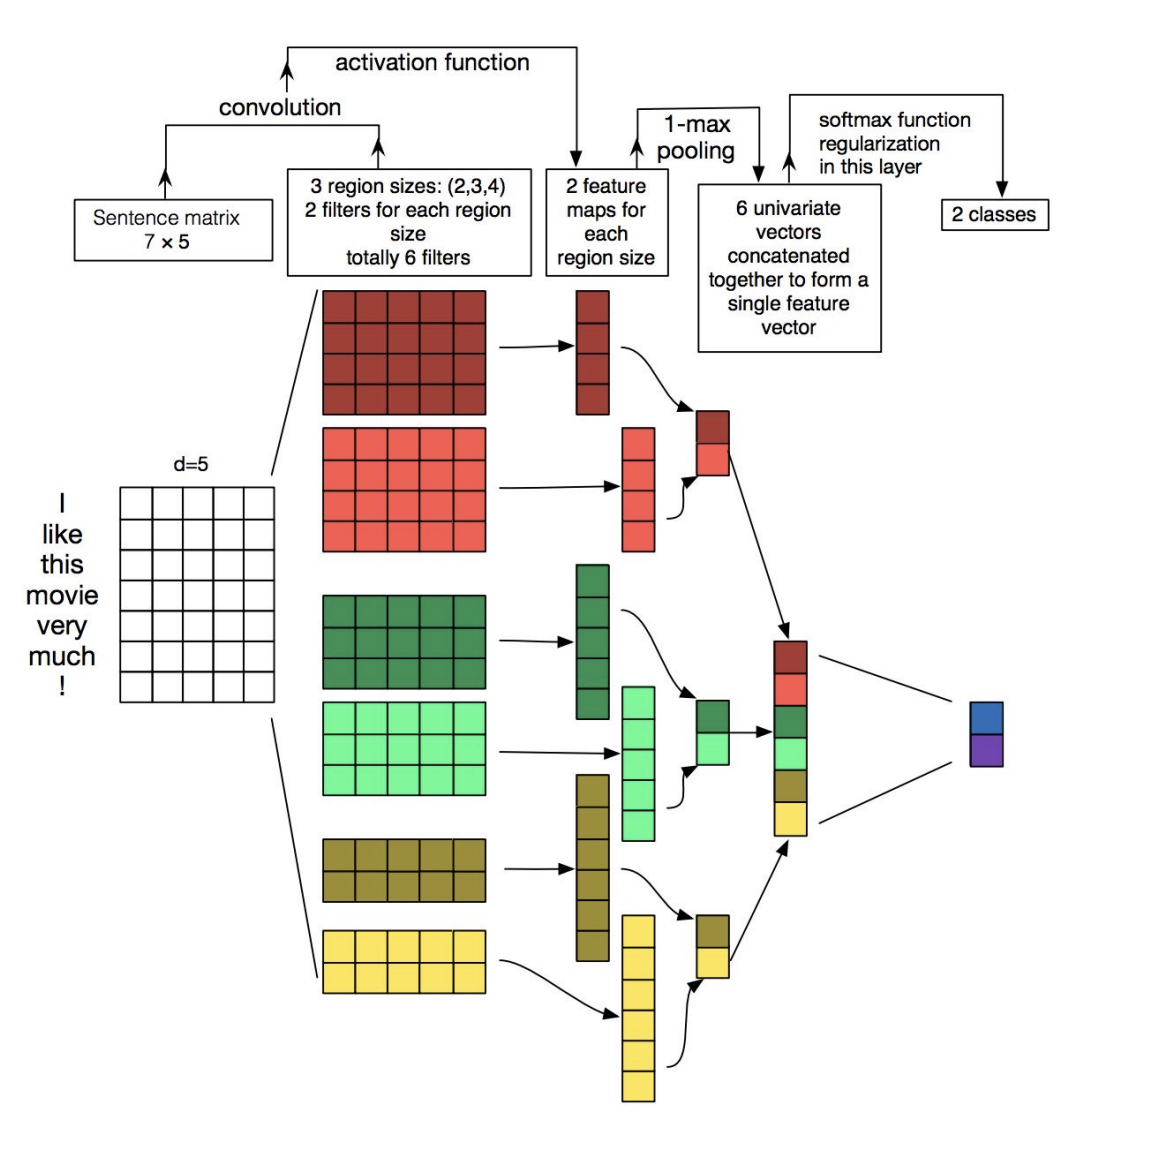 activation function
convolution
1-max
pooling
softmax function
regularization
in this layer
Sentence matrix
7 × 5
3 region sizes: (2,3,4)
2 filters for each region
size
totally 6 filters
2 feature
maps for
each
region size
6 univariate
vectors
concatenated
together to form a
single feature
vector
2 classes
d=5
I
like
this
movie
very
much
!